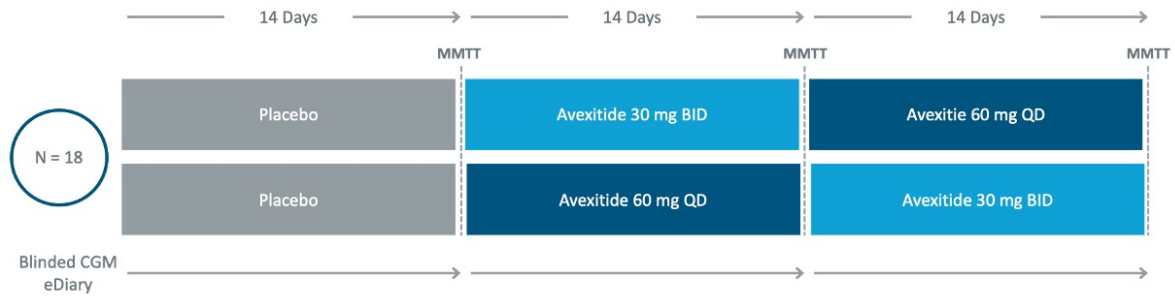 14 Days
14 Days
14 Days
MMTT
MMTT
MMTT
Placebo
Avexitide 30 mg BID
Avexitie 60 mg QD
N = 18
Placebo
Avexitide 60 mg QD
Avexitide 30 mg BID
Blinded CGM
eDiary